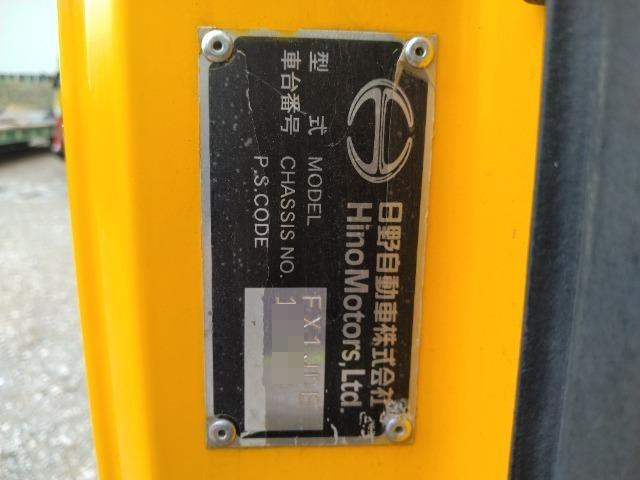 日野自動車株式会社
Hino Motors, Ltd.
型 式 MODEL
車台番号 CHASSIS NO.
P.S.CODE